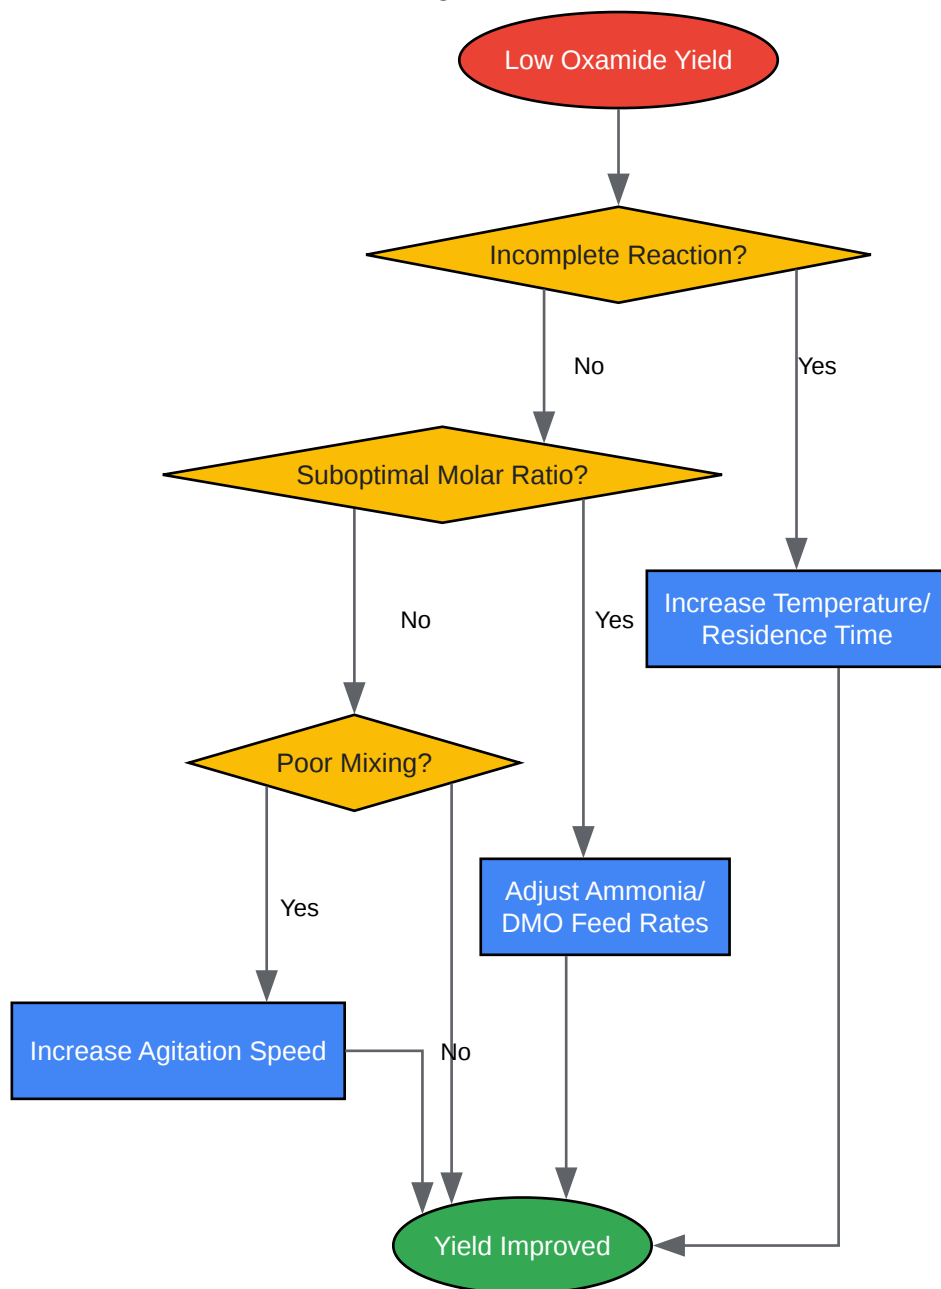 Low Oxamide Yield
Incomplete Reaction?
No
Yes
Suboptimal Molar Ratio?
Increase Temperature/
Residence Time
No
Yes
Poor Mixing?
Adjust Ammonia/
DMO Feed Rates
Yes
Increase Agitation Speed
No
Yield Improved